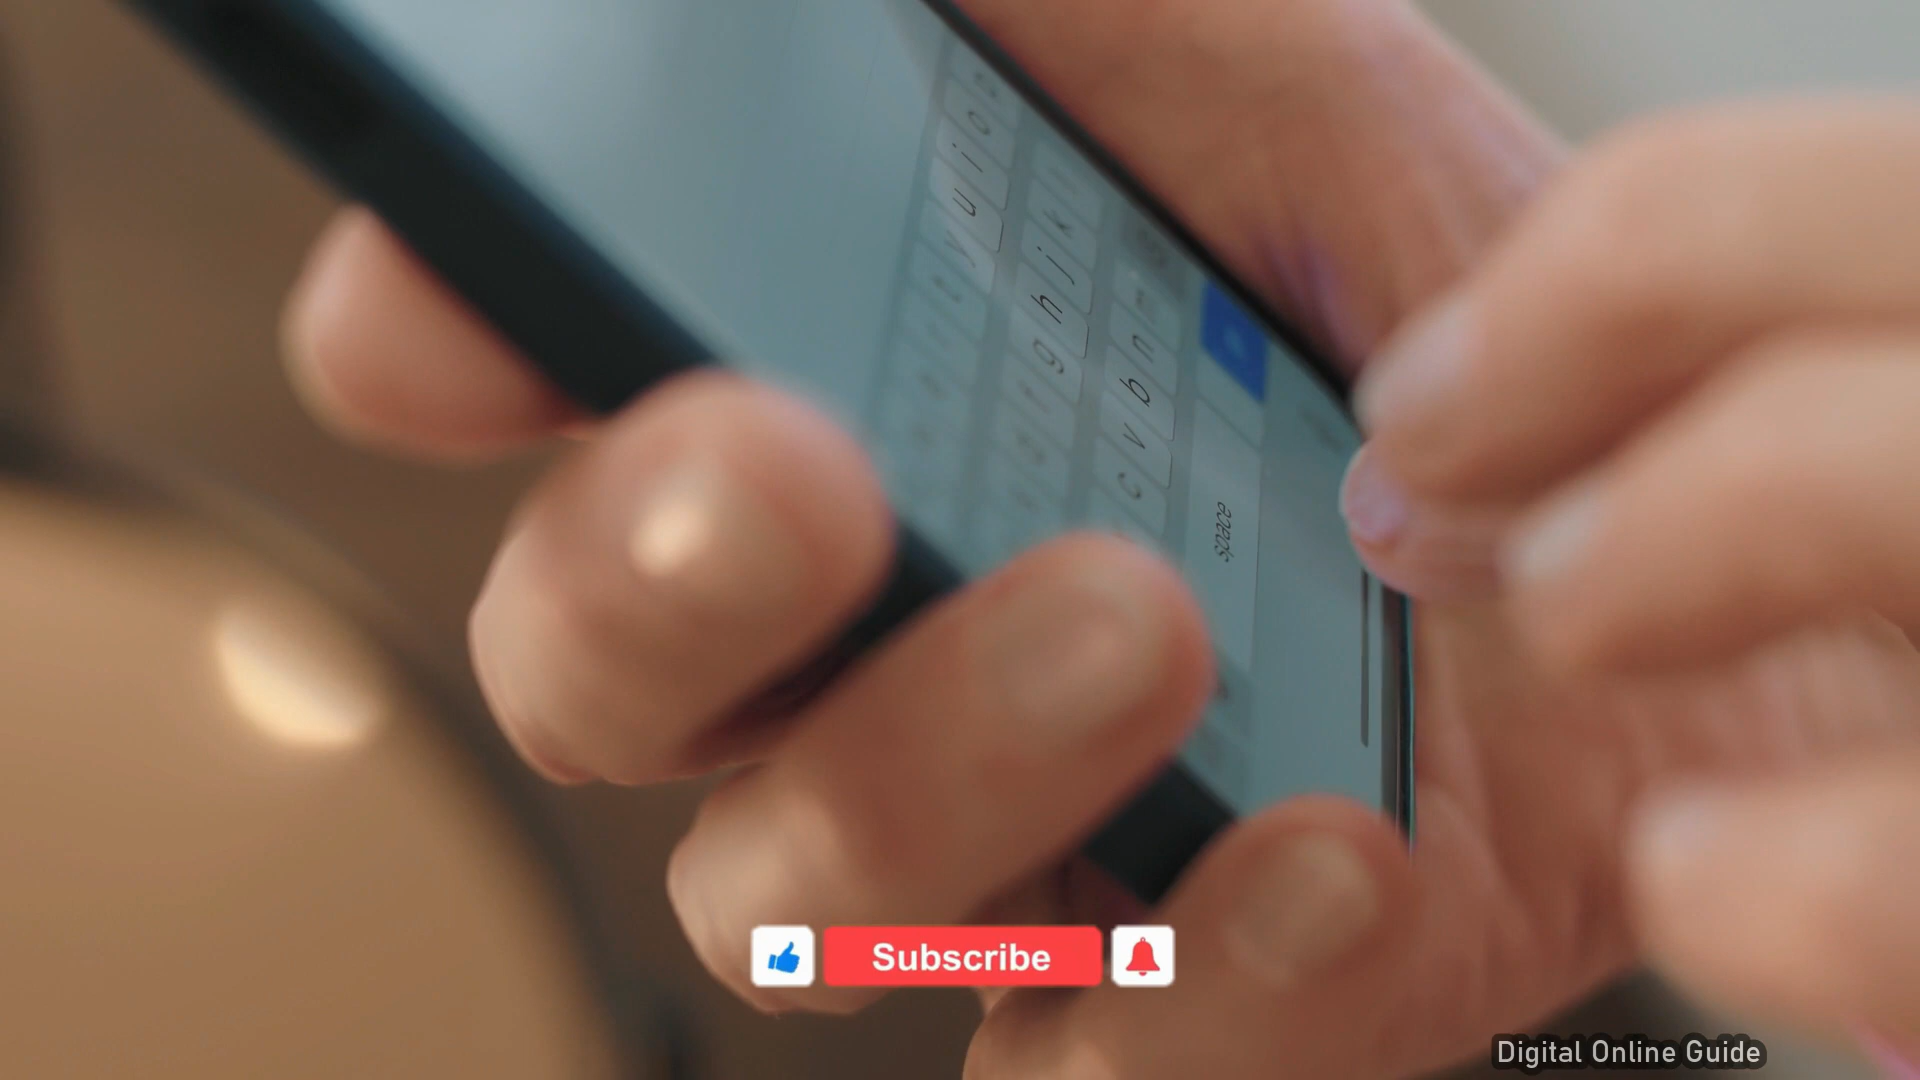 o
i
u
y
k
j
h
g
n
b
v
c
space
Subscribe
Digital Online Guide